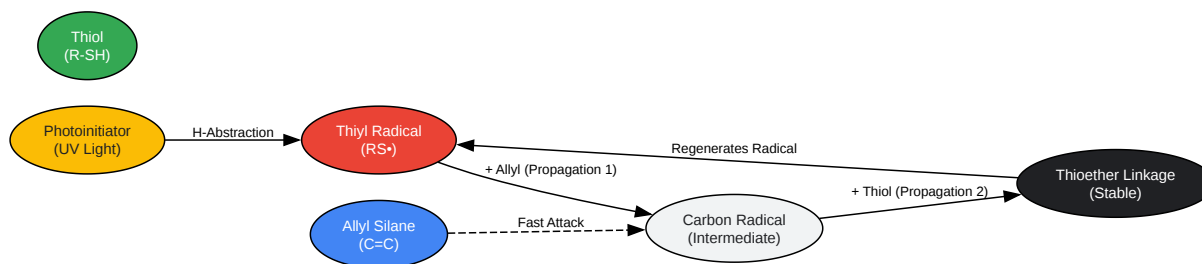 Thiol
(R-SH)
Photoinitiator
(UV Light)
H-Abstraction
Thiyl Radical
(RS•)
Regenerates Radical
+ Allyl (Propagation 1)
Allyl Silane
(C=C)
Fast Attack
Carbon Radical
(Intermediate)
+ Thiol (Propagation 2)
Thioether Linkage
(Stable)